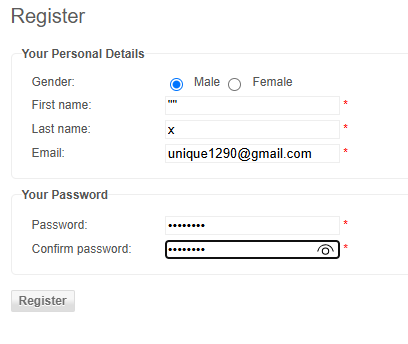 Register
Your Personal Details
Gender: Male Female
First name: "" *
Last name: x *
Email: unique1290@gmail.com *
Your Password
Password: •••••••• *
Confirm password: •••••••• *
Register